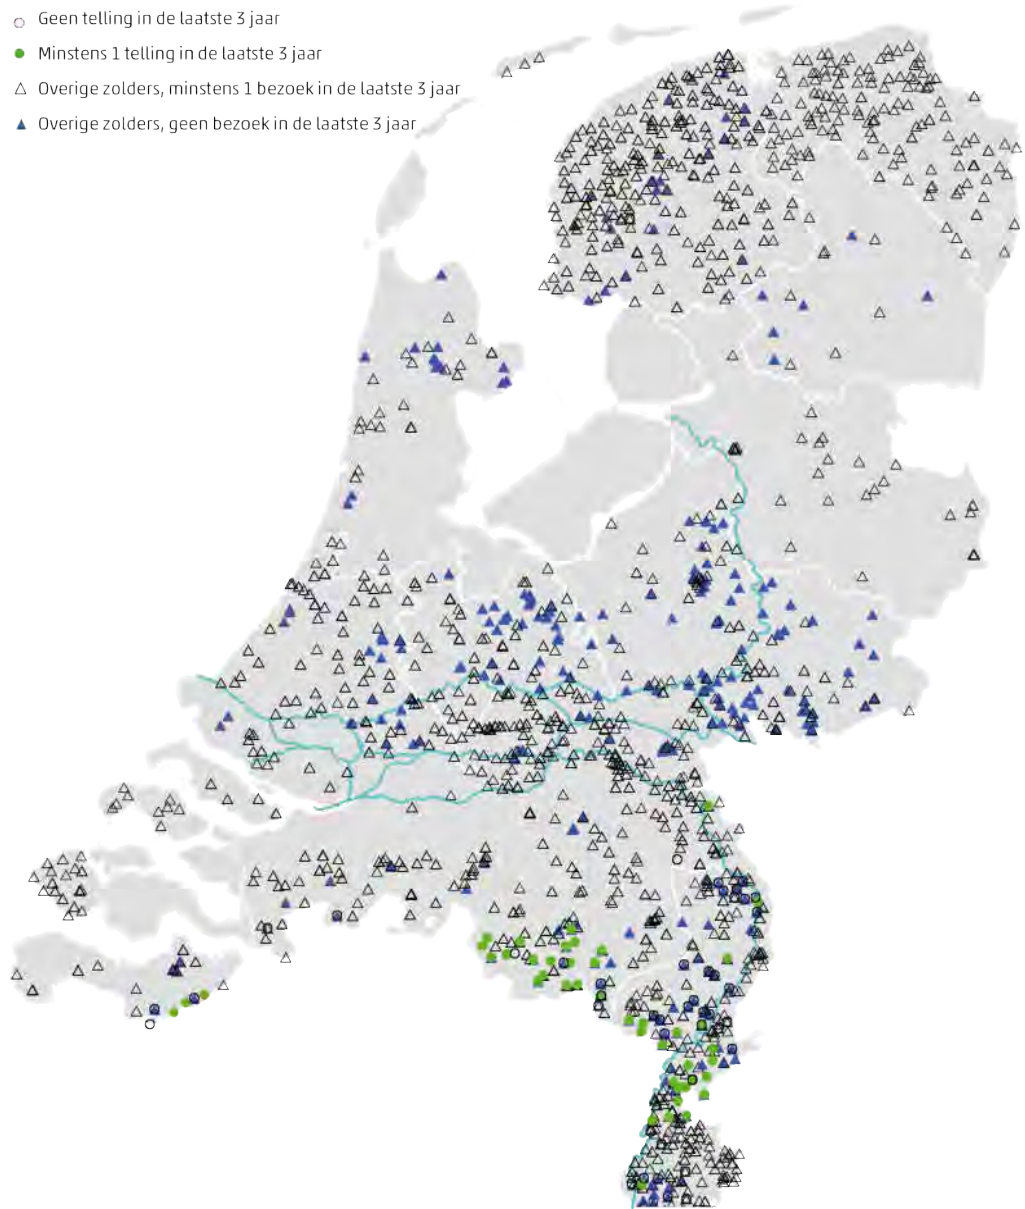 Geen telling in de laatste 3 jaar
Minstens 1 telling in de laatste 3 jaar
Overige zolders, minstens 1 bezoek in de laatste 3 jaar
Overige zolders, geen bezoek in de laatste 3 jaar